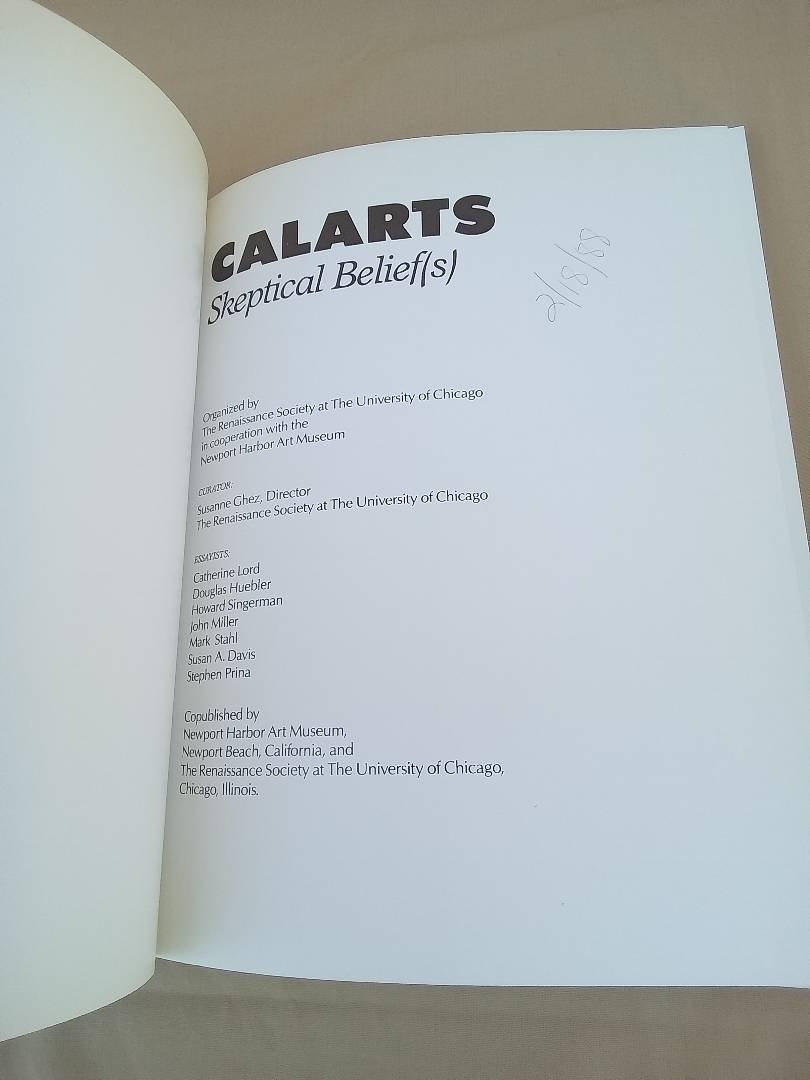 CALARTS
Skeptical Belief(s)
2/18/88
Organized by
The Renaissance Society at The University of Chicago
in cooperation with the
Newport Harbor Art Museum
CURATOR:
Susanne Ghez, Director
The Renaissance Society at The University of Chicago
ESSAYISTS:
Catherine Lord
Douglas Huebler
Howard Singerman
John Miller
Mark Stahl
Susan A. Davis
Stephen Prina
Copublished by
Newport Harbor Art Museum,
Newport Beach, California, and
The Renaissance Society at The University of Chicago,
Chicago, Illinois.